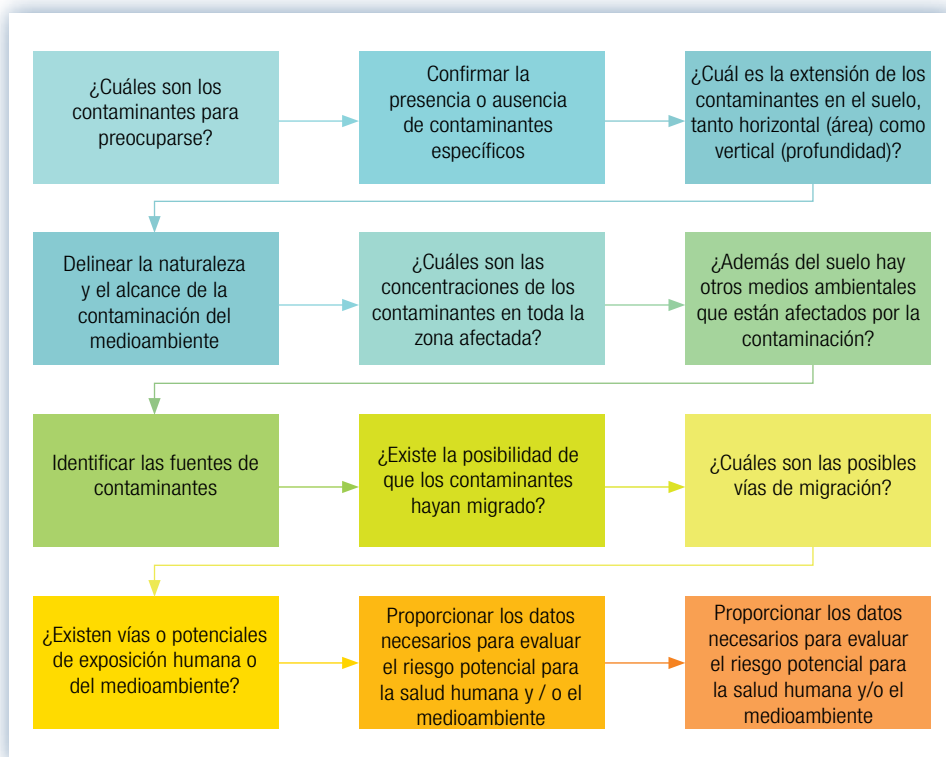 ¿Cuáles son los
contaminantes para
preocuparse?
Confirmar la
presencia o ausencia
de contaminantes
específicos
¿Cuál es la extensión de los
contaminantes en el suelo,
tanto horizontal (área) como
vertical (profundidad)?
Delinear la naturaleza
y el alcance de la
contaminación del
medioambiente
¿Cuáles son las
concentraciones de los
contaminantes en toda la
zona afectada?
¿Además del suelo hay
otros medios ambientales
que están afectados por la
contaminación?
Identificar las fuentes de
contaminantes
¿Existe la posibilidad de
que los contaminantes
hayan migrado?
¿Cuáles son las posibles
vías de migración?
¿Existen vías o potenciales
de exposición humana o
del medioambiente?
Proporcionar los datos
necesarios para evaluar
el riesgo potencial para
la salud humana y / o el
medioambiente
Proporcionar los datos
necesarios para evaluar
el riesgo potencial para
la salud humana y/o el
medioambiente